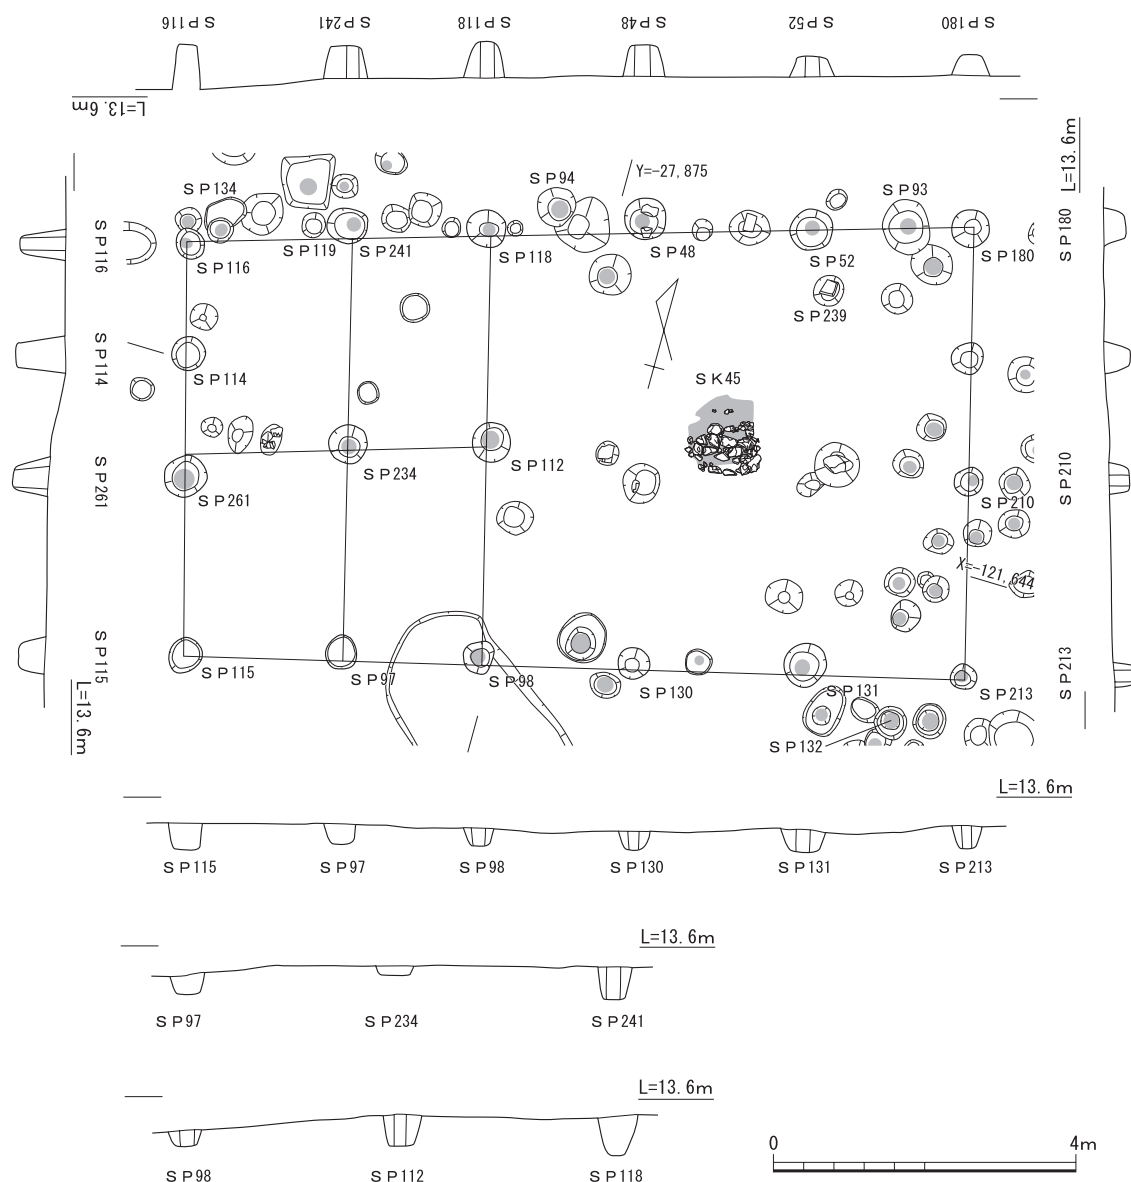 SP116
SP241
SP118
SP48
SP52
SP180
L=13.6m
L=13.6m
SP134
SP94
Y=-27,875
SP93
SP116
SP116
SP119
SP241
SP118
SP48
SP52
SP180
SP180
SP239
SP114
SP114
SK45
SP261
SP261
SP234
SP112
SP210
SP210
X=-121,644
SP115
SP115
SP97
SP98
SP130
SP131
SP213
SP213
SP132
L=13.6m
L=13.6m
SP115
SP97
SP98
SP130
SP131
SP213
L=13.6m
SP97
SP234
SP241
L=13.6m
SP98
SP112
SP118
0
4m